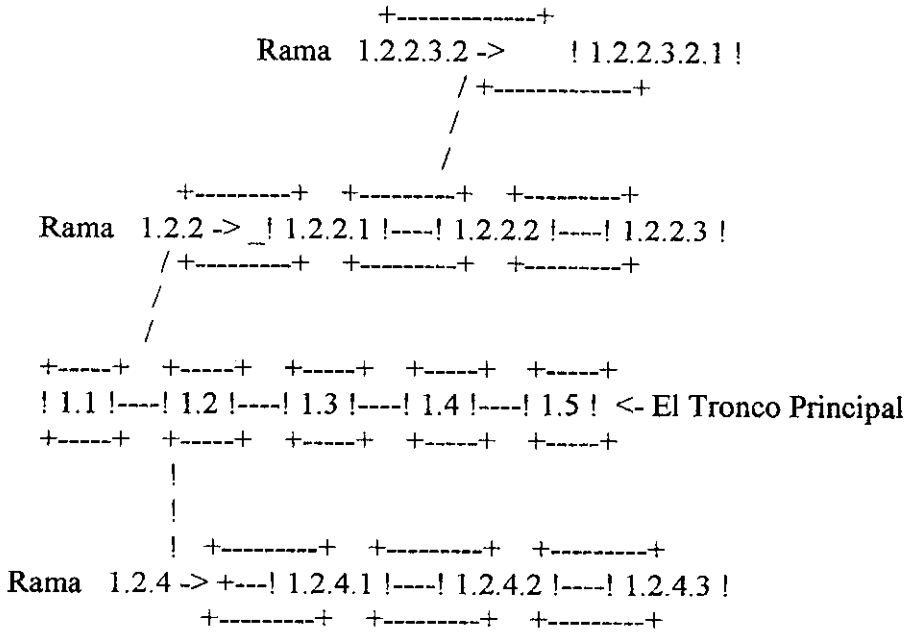 +-------------+
Rama 1.2.2.3.2 -> ! 1.2.2.3.2.1 !
/ +-------------+
/
/
+---------+ +---------+ +---------+
Rama 1.2.2 -> _! 1.2.2.1 !----! 1.2.2.2 !----! 1.2.2.3 !
/ +---------+ +---------+ +---------+
/
/
+-----+ +-----+ +-----+ +-----+ +-----+
! 1.1 !----! 1.2 !----! 1.3 !----! 1.4 !----! 1.5 ! <- El Tronco Principal
+-----+ +-----+ +-----+ +-----+ +-----+
!
!
! +---------+ +---------+ +---------+
Rama 1.2.4 -> +---! 1.2.4.1 !----! 1.2.4.2 !----! 1.2.4.3 !
+---------+ +---------+ +---------+